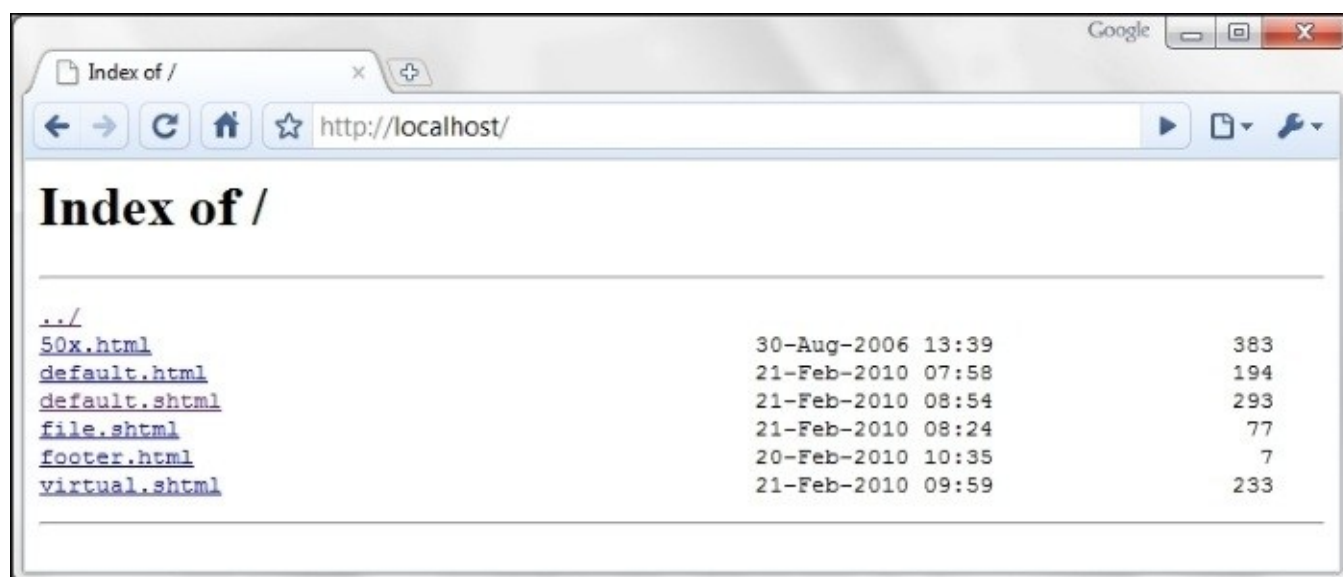 Google
Index of /
http://localhost/
Index of /
../
50x.html 30-Aug-2006 13:39 383
default.html 21-Feb-2010 07:58 194
default.shtml 21-Feb-2010 08:54 293
file.shtml 21-Feb-2010 08:24 77
footer.html 20-Feb-2010 10:35 7
virtual.shtml 21-Feb-2010 09:59 233